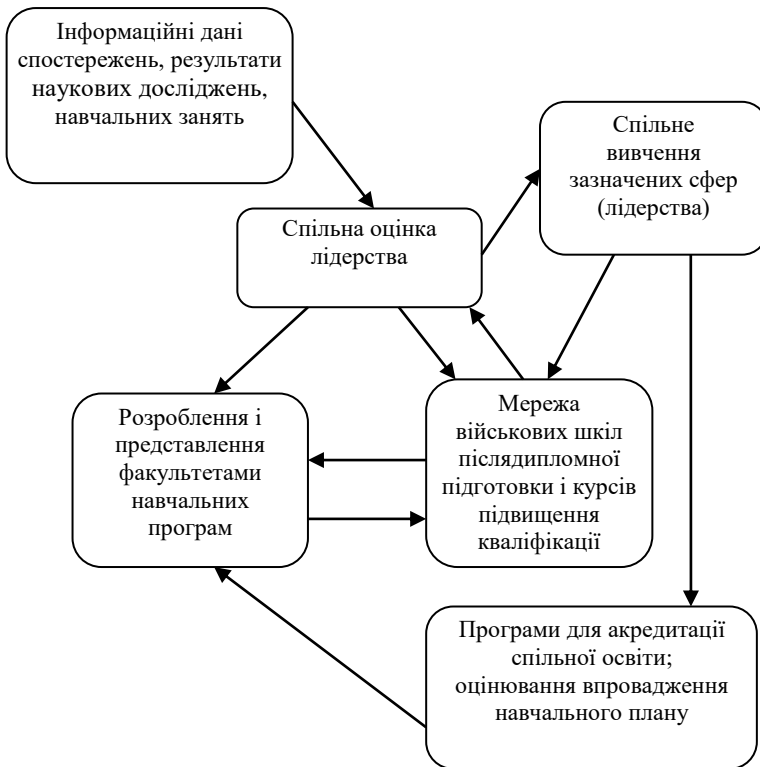 Інформаційні дані
спостережень, результати
наукових досліджень,
навчальних занять
Спільне
вивчення
зазначених сфер
(лідерства)
Спільна оцінка
лідерства
Розроблення і
представлення
факультетами
навчальних
програм
Мережа
військових шкіл
післядипломної
підготовки і курсів
підвищення
кваліфікації
Програми для акредитації
спільної освіти;
оцінювання впровадження
навчального плану